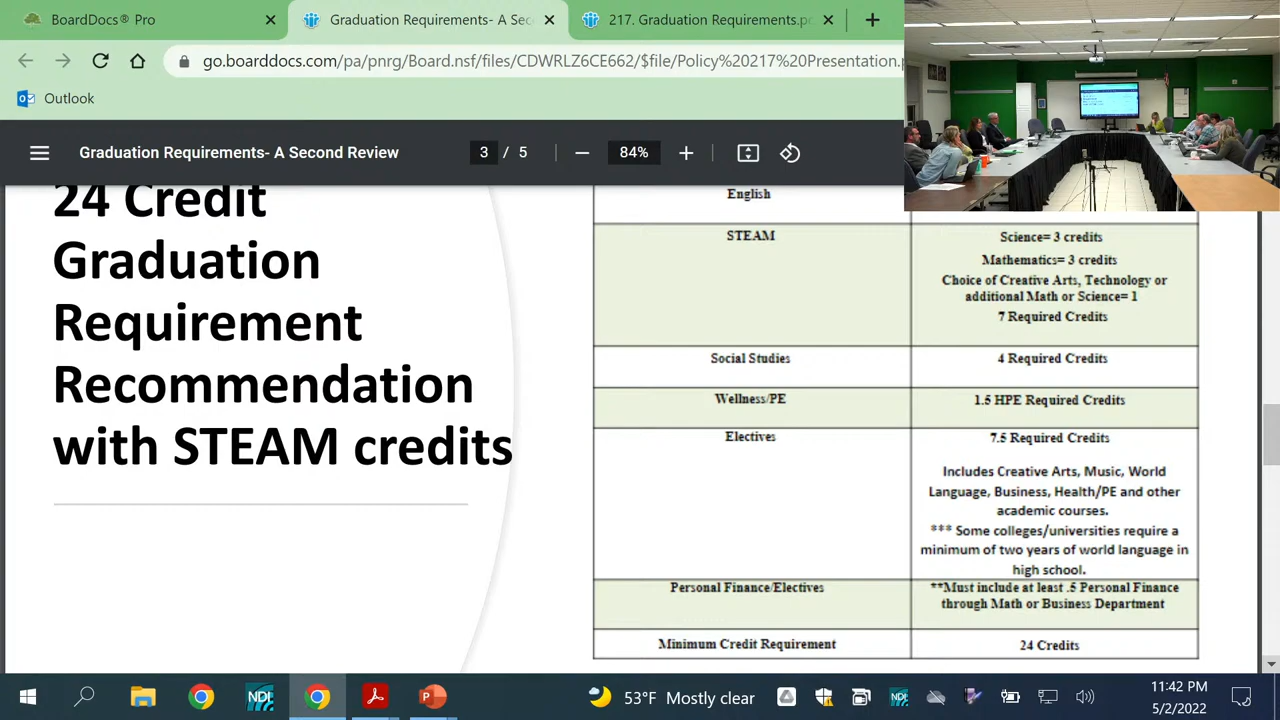 BoardDocs® Pro
Graduation Requirements- A Sec
217. Graduation Requirements.pd
go.boarddocs.com/pa/pnrg/Board.nsf/files/CDWRLZ6CE662/$file/Policy%20217%20Presentation.p
Outlook
Graduation Requirements- A Second Review
3 / 5
84%
24 Credit
Graduation
Requirement
Recommendation
with STEAM credits
English
STEAM
Science= 3 credits
Mathematics= 3 credits
Choice of Creative Arts, Technology or
additional Math or Science= 1
7 Required Credits
Social Studies
4 Required Credits
Wellness/PE
1.5 HPE Required Credits
Electives
7.5 Required Credits
Includes Creative Arts, Music, World
Language, Business, Health/PE and other
academic courses.
*** Some colleges/universities require a
minimum of two years of world language in
high school.
Personal Finance/Electives
**Must include at least .5 Personal Finance
through Math or Business Department
Minimum Credit Requirement
24 Credits
NDI
53°F Mostly clear
NDI
11:42 PM
5/2/2022